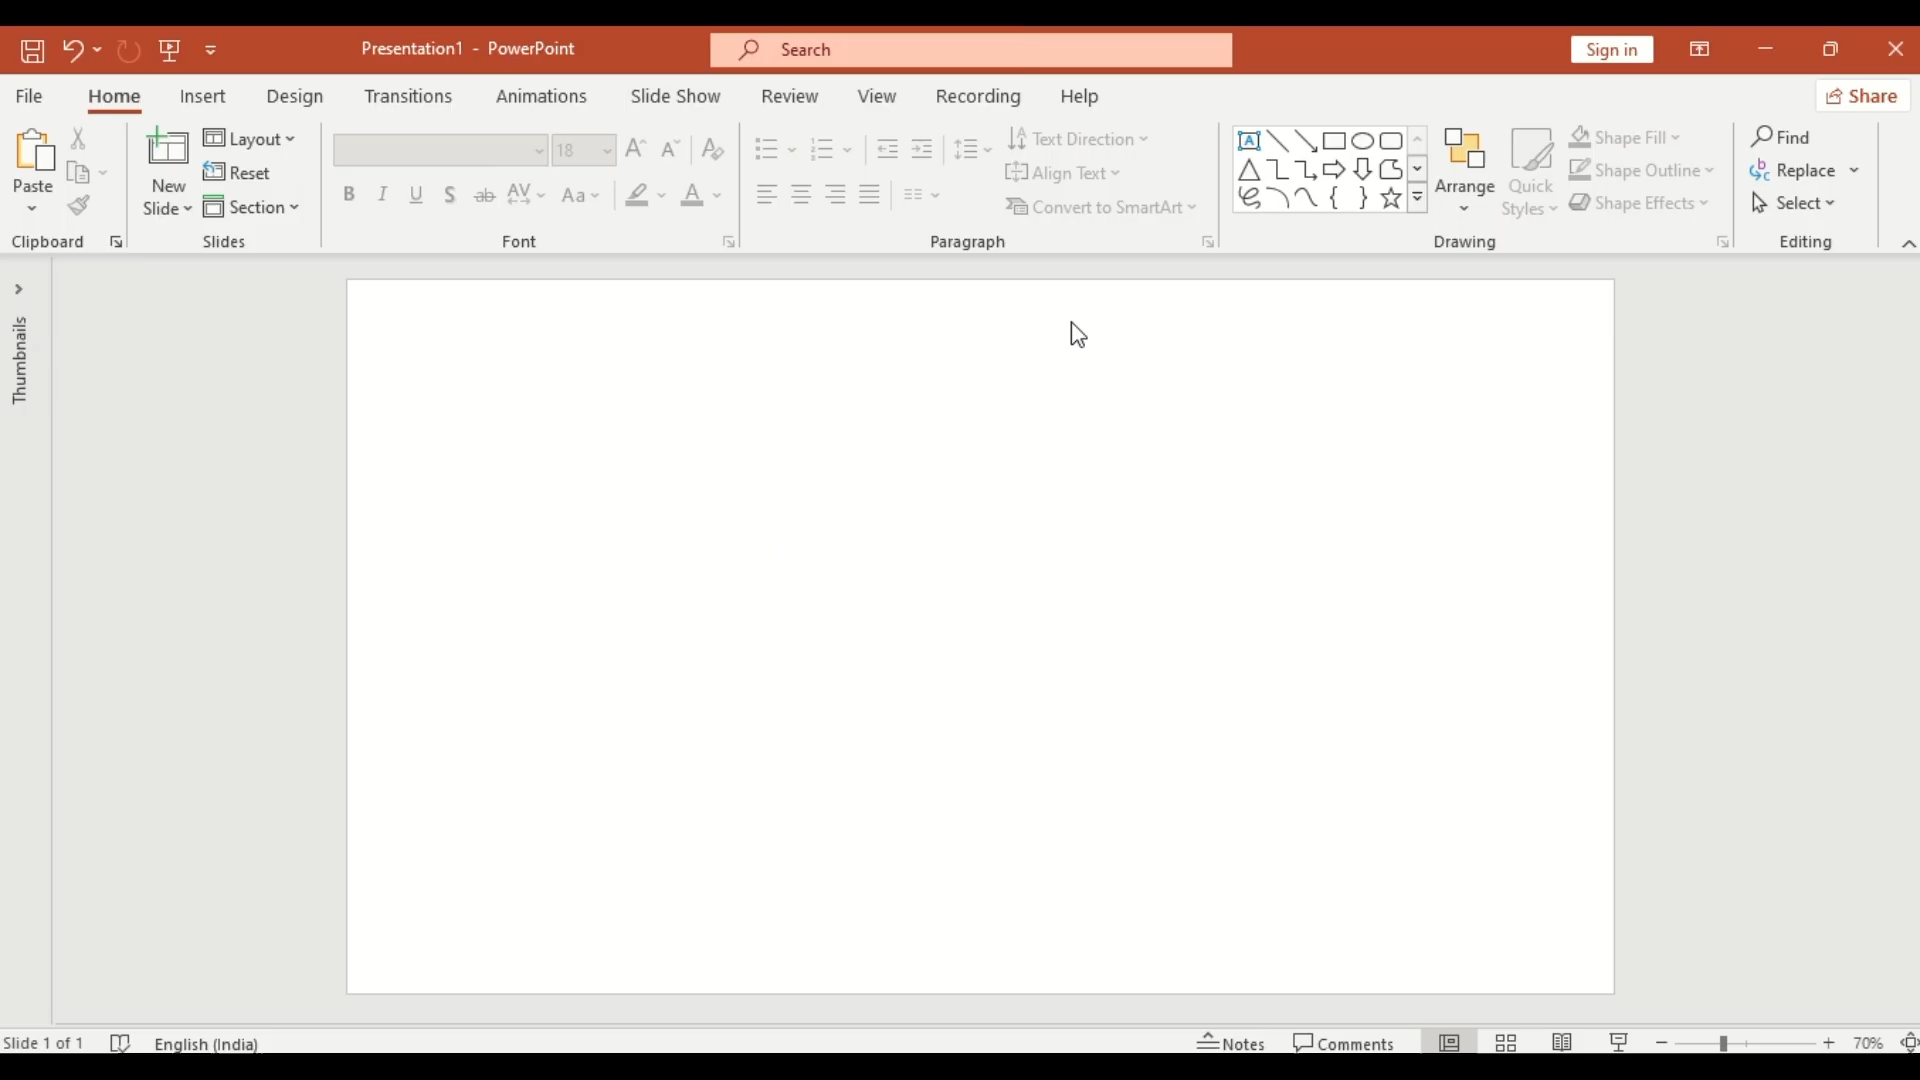 Presentation1 - PowerPoint
Search
Sign in
File Home Insert Design Transitions Animations Slide Show Review View Recording Help
Share
Paste
New Slide
Layout
Reset
Section
18
B I U S ab AV Aa A
Text Direction
Align Text
Convert to SmartArt
Arrange
Quick Styles
Shape Fill
Shape Outline
Shape Effects
Find
Replace
Select
Clipboard Slides Font Paragraph Drawing Editing
Thumbnails
Slide 1 of 1 English (India) Notes Comments 70%